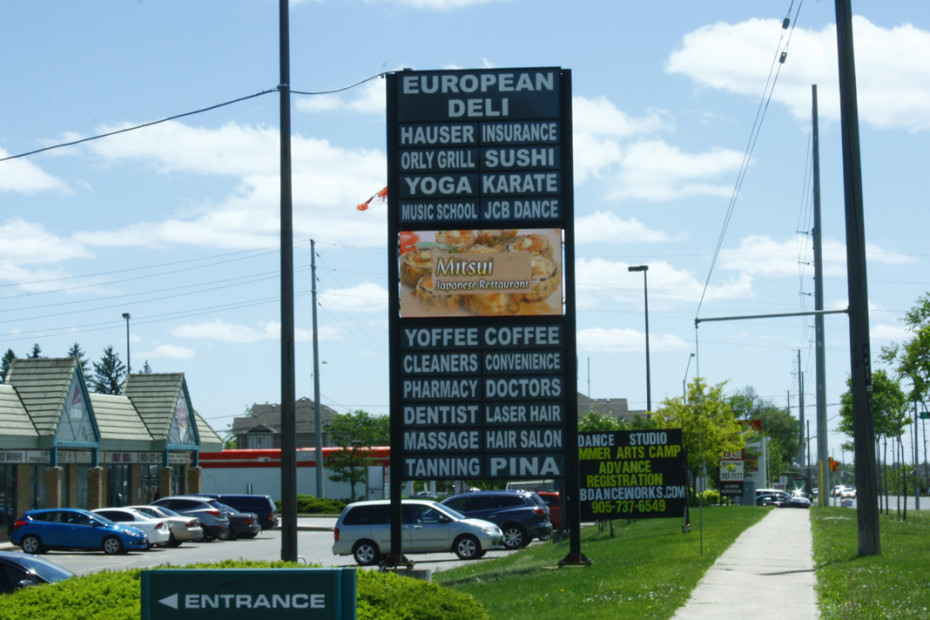 EUROPEAN
DELI
HAUSER INSURANCE
ORLY GRILL SUSHI
YOGA KARATE
MUSIC SCHOOL JCB DANCE
Mitsui
Japanese Restaurant
YOFFEE COFFEE
CLEANERS CONVENIENCE
PHARMACY DOCTORS
DENTIST LASER HAIR
MASSAGE HAIR SALON
TANNING PINA
DANCE STUDIO
MMER ARTS CAMP
ADVANCE
REGISTRATION
BDANCEWORKS.COM
905-737-6549
EASE
ENTRANCE